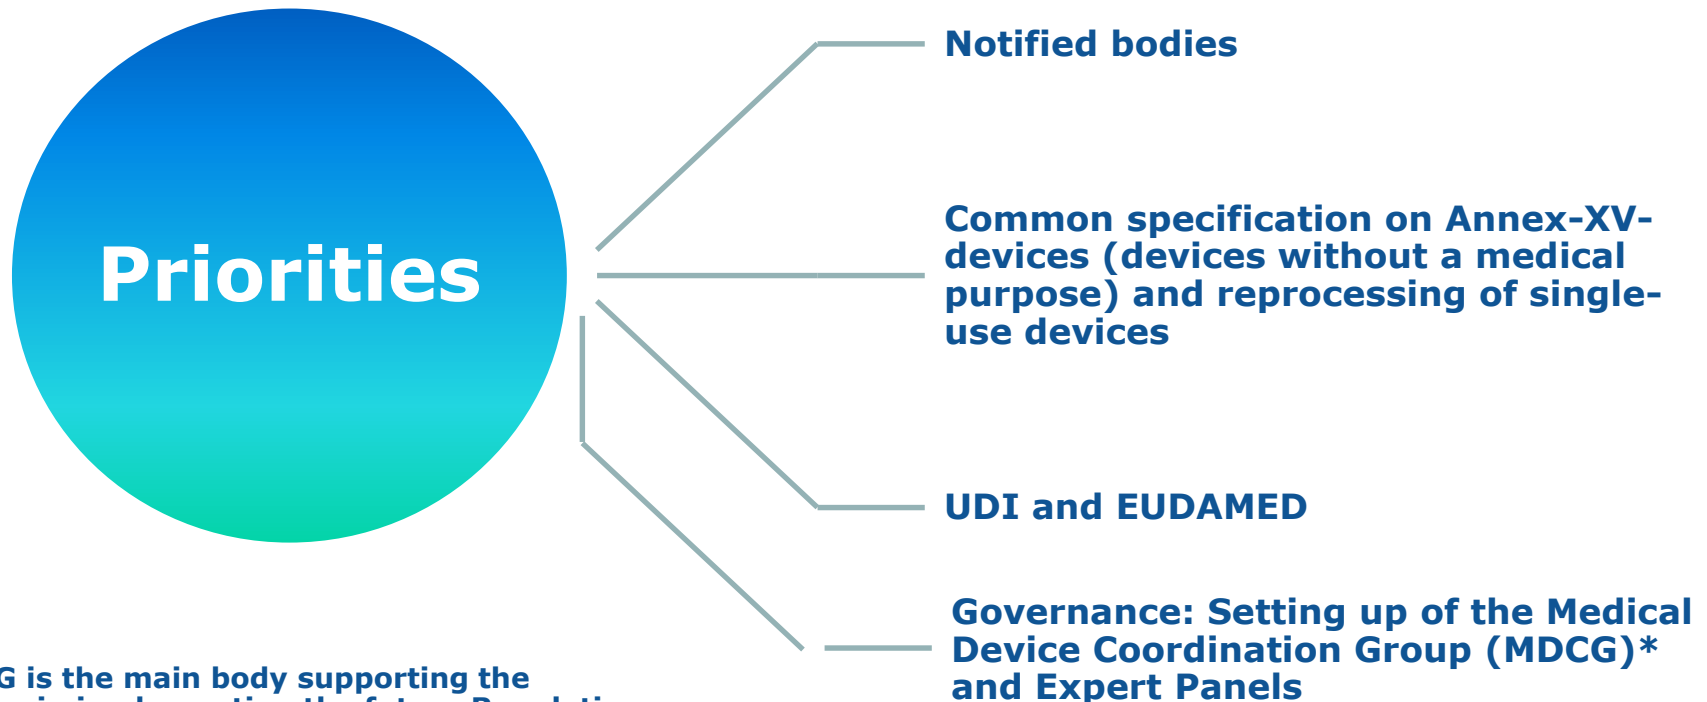 Notified bodies
Common specification on Annex-XV-
devices (devices without a medical
purpose) and reprocessing of single-
use devices
Priorities
UDI and EUDAMED
Governance: Setting up of the Medical
Device Coordination Group (MDCG)*
and Expert Panels
G is the main body supporting the